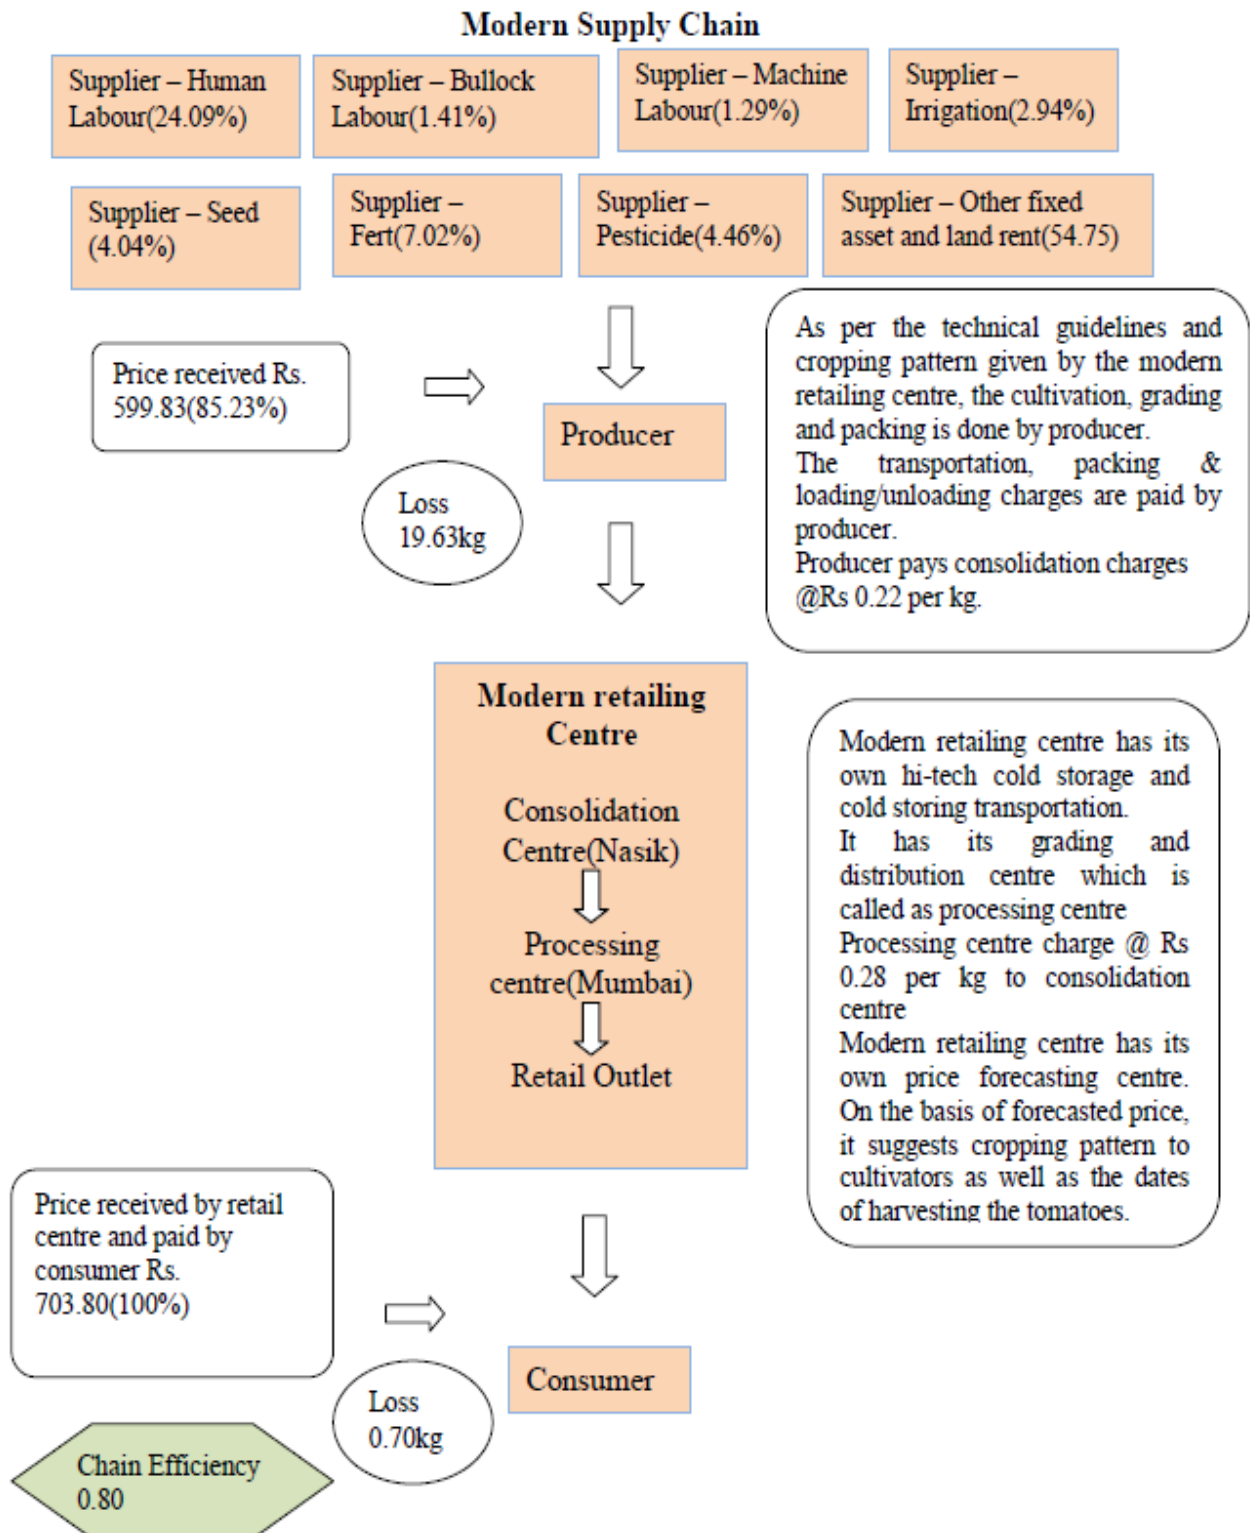 Modern Supply Chain
Supplier – Human
Labour(24.09%)
Supplier – Bullock
Labour(1.41%)
Supplier – Machine
Labour(1.29%)
Supplier –
Irrigation(2.94%)
Supplier – Seed
(4.04%)
Supplier –
Fert(7.02%)
Supplier –
Pesticide(4.46%)
Supplier – Other fixed
asset and land rent(54.75)
Price received Rs.
599.83(85.23%)
Producer
Loss
19.63kg
As per the technical guidelines and
cropping pattern given by the modern
retailing centre, the cultivation, grading
and packing is done by producer.
The transportation, packing &
loading/unloading charges are paid by
producer.
Producer pays consolidation charges
@Rs 0.22 per kg.
Modern retailing
Centre
Consolidation
Centre(Nasik)
Processing
centre(Mumbai)
Retail Outlet
Modern retailing centre has its
own hi-tech cold storage and
cold storing transportation.
It has its grading and
distribution centre which is
called as processing centre
Processing centre charge @ Rs
0.28 per kg to consolidation
centre
Modern retailing centre has its
own price forecasting centre.
On the basis of forecasted price,
it suggests cropping pattern to
cultivators as well as the dates
of harvesting the tomatoes.
Price received by retail
centre and paid by
consumer Rs.
703.80(100%)
Consumer
Loss
0.70kg
Chain Efficiency
0.80